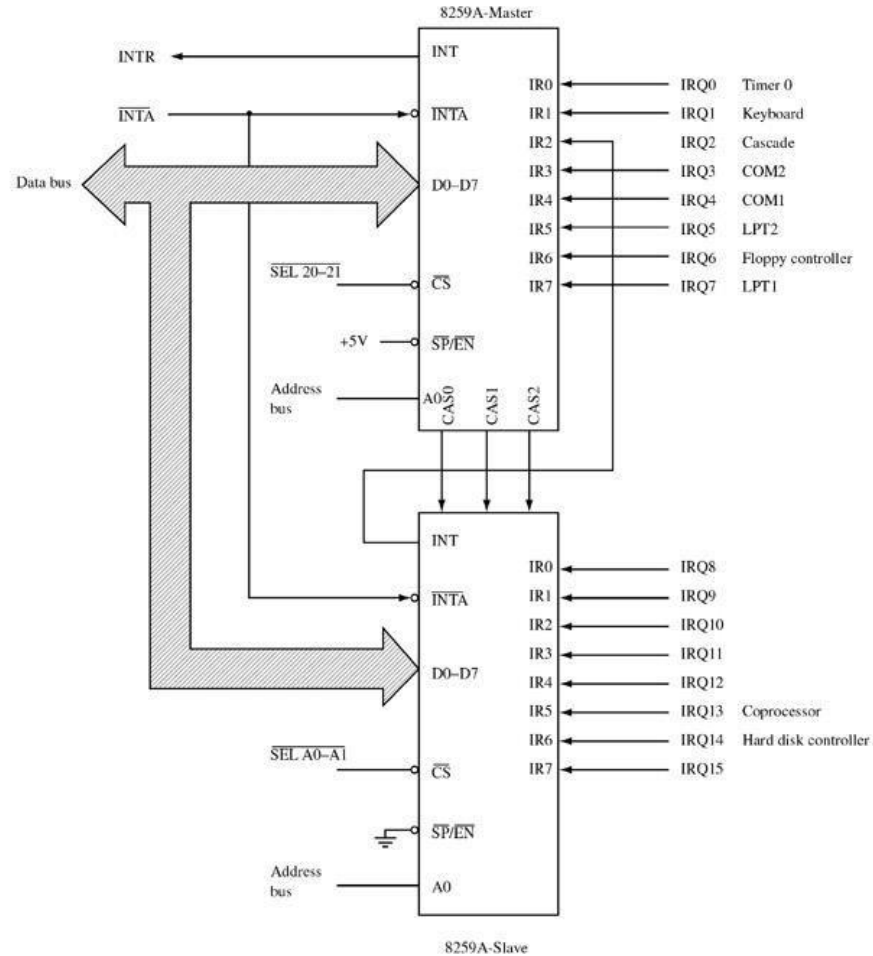 8259A-Master
INTR
INT
IR0 IRQ0 Timer 0
INTA
INTA
IR1 IRQ1 Keyboard
IR2 IRQ2 Cascade
IR3 IRQ3 COM2
Data bus
D0–D7
IR4 IRQ4 COM1
IR5 IRQ5 LPT2
IR6 IRQ6 Floppy controller
SEL 20–21
CS
IR7 IRQ7 LPT1
+5V
SP/EN
Address
bus
A0
CAS0
CAS1
CAS2
INT
IR0 IRQ8
INTA
IR1 IRQ9
IR2 IRQ10
IR3 IRQ11
D0–D7
IR4 IRQ12
IR5 IRQ13 Coprocessor
IR6 IRQ14 Hard disk controller
SEL A0–A1
CS
IR7 IRQ15
SP/EN
Address
bus
A0
8259A-Slave